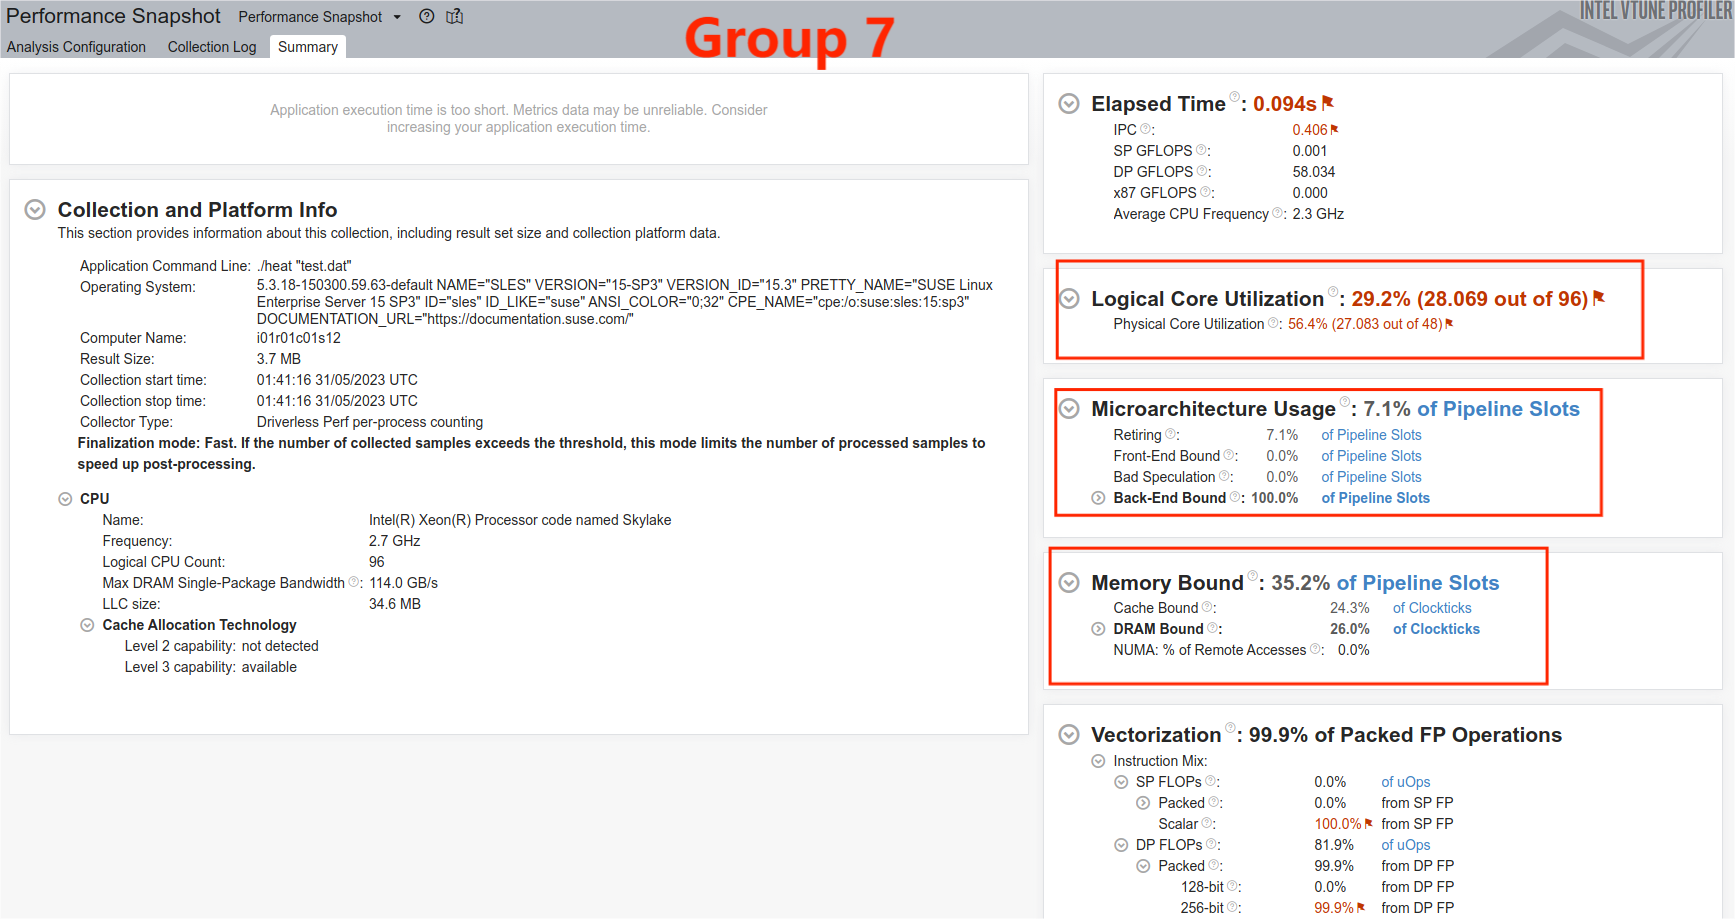 Performance Snapshot Performance Snapshot
INTEL VTUNE PROFILER
Group 7
Analysis Configuration Collection Log Summary
Application execution time is too short. Metrics data may be unreliable. Consider
increasing your application execution time.
Collection and Platform Info
This section provides information about this collection, including result set size and collection platform data.
Application Command Line: ./heat "test.dat"
Operating System: 5.3.18-150300.59.63-default NAME="SLES" VERSION="15-SP3" VERSION_ID="15.3" PRETTY_NAME="SUSE Linux
Enterprise Server 15 SP3" ID="sles" ID_LIKE="suse" ANSI_COLOR="0;32" CPE_NAME="cpe:/o:suse:sles:15:sp3"
DOCUMENTATION_URL="https://documentation.suse.com/"
Computer Name: i01r01c01s12
Result Size: 3.7 MB
Collection start time: 01:41:16 31/05/2023 UTC
Collection stop time: 01:41:16 31/05/2023 UTC
Collector Type: Driverless Perf per-process counting
Finalization mode: Fast. If the number of collected samples exceeds the threshold, this mode limits the number of processed samples to
speed up post-processing.
CPU
Name: Intel(R) Xeon(R) Processor code named Skylake
Frequency: 2.7 GHz
Logical CPU Count: 96
Max DRAM Single-Package Bandwidth : 114.0 GB/s
LLC size: 34.6 MB
Cache Allocation Technology
Level 2 capability: not detected
Level 3 capability: available
Elapsed Time : 0.094s
IPC : 0.406
SP GFLOPS : 0.001
DP GFLOPS : 58.034
x87 GFLOPS : 0.000
Average CPU Frequency : 2.3 GHz
Logical Core Utilization : 29.2% (28.069 out of 96)
Physical Core Utilization : 56.4% (27.083 out of 48)
Microarchitecture Usage : 7.1% of Pipeline Slots
Retiring : 7.1% of Pipeline Slots
Front-End Bound : 0.0% of Pipeline Slots
Bad Speculation : 0.0% of Pipeline Slots
Back-End Bound : 100.0% of Pipeline Slots
Memory Bound : 35.2% of Pipeline Slots
Cache Bound : 24.3% of Clockticks
DRAM Bound : 26.0% of Clockticks
NUMA: % of Remote Accesses : 0.0%
Vectorization : 99.9% of Packed FP Operations
Instruction Mix:
SP FLOPs : 0.0% of uOps
Packed : 0.0% from SP FP
Scalar : 100.0% from SP FP
DP FLOPs : 81.9% of uOps
Packed : 99.9% from DP FP
128-bit : 0.0% from DP FP
256-bit : 99.9% from DP FP